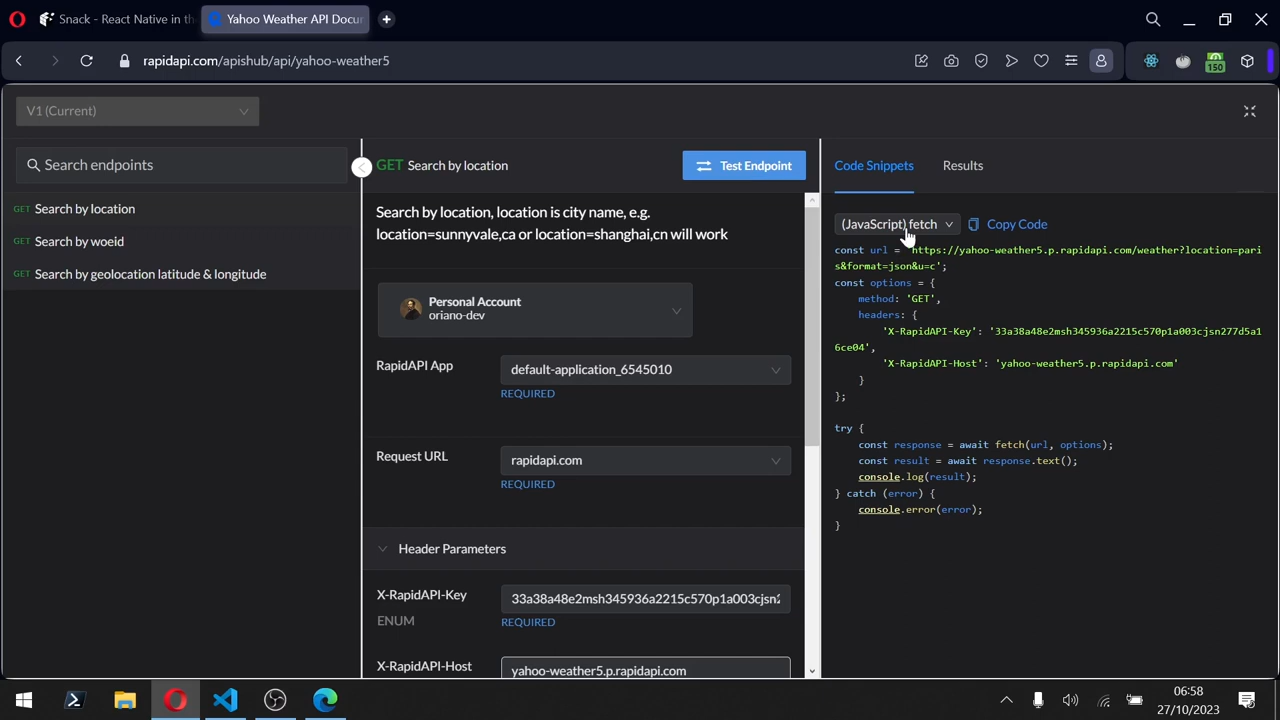 Snack - React Native in the
Yahoo Weather API Docu
rapidapi.com/apishub/api/yahoo-weather5
150
V1 (Current)
Search endpoints
GET Search by location
GET Search by woeid
GET Search by geolocation latitude & longitude
GET Search by location
Test Endpoint
Search by location, location is city name, e.g.
location=sunnyvale,ca or location=shanghai,cn will work
Personal Account
oriano-dev
RapidAPI App
default-application_6545010
REQUIRED
Request URL
rapidapi.com
REQUIRED
Header Parameters
X-RapidAPI-Key
33a38a48e2msh345936a2215c570p1a003cjsn2
ENUM
REQUIRED
X-RapidAPI-Host
yahoo-weather5.p.rapidapi.com
Code Snippets
Results
(JavaScript) fetch
Copy Code
const url = 'https://yahoo-weather5.p.rapidapi.com/weather?location=pari
s&format=json&u=c';
const options = {
method: 'GET',
headers: {
'X-RapidAPI-Key': '33a38a48e2msh345936a2215c570p1a003cjsn277d5a1
6ce04',
'X-RapidAPI-Host': 'yahoo-weather5.p.rapidapi.com'
}
};
try {
const response = await fetch(url, options);
const result = await response.text();
console.log(result);
} catch (error) {
console.error(error);
}
06:58
27/10/2023